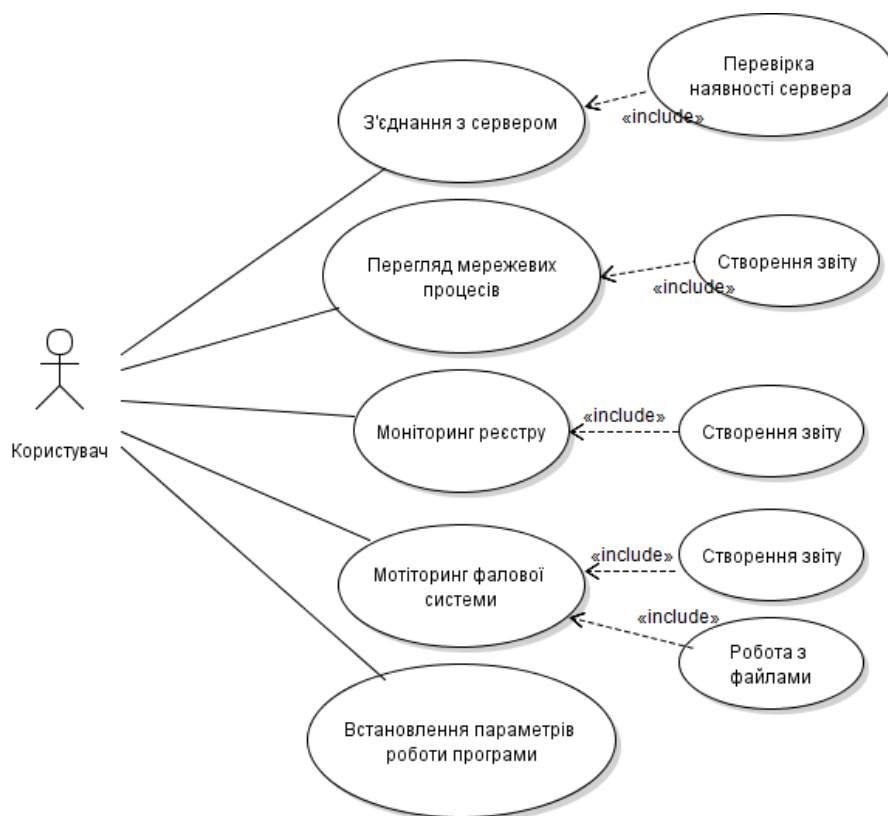 Перевірка
наявності сервера
З'єднання з сервером
«include»
Перегляд мережевих
процесів
Створення звіту
«include»
Користувач
Моніторинг реєстру
«include»
Створення звіту
Мотіторинг фалової
системи
«include»
Створення звіту
«include»
Робота з
файлами
Встановлення параметрів
роботи програми